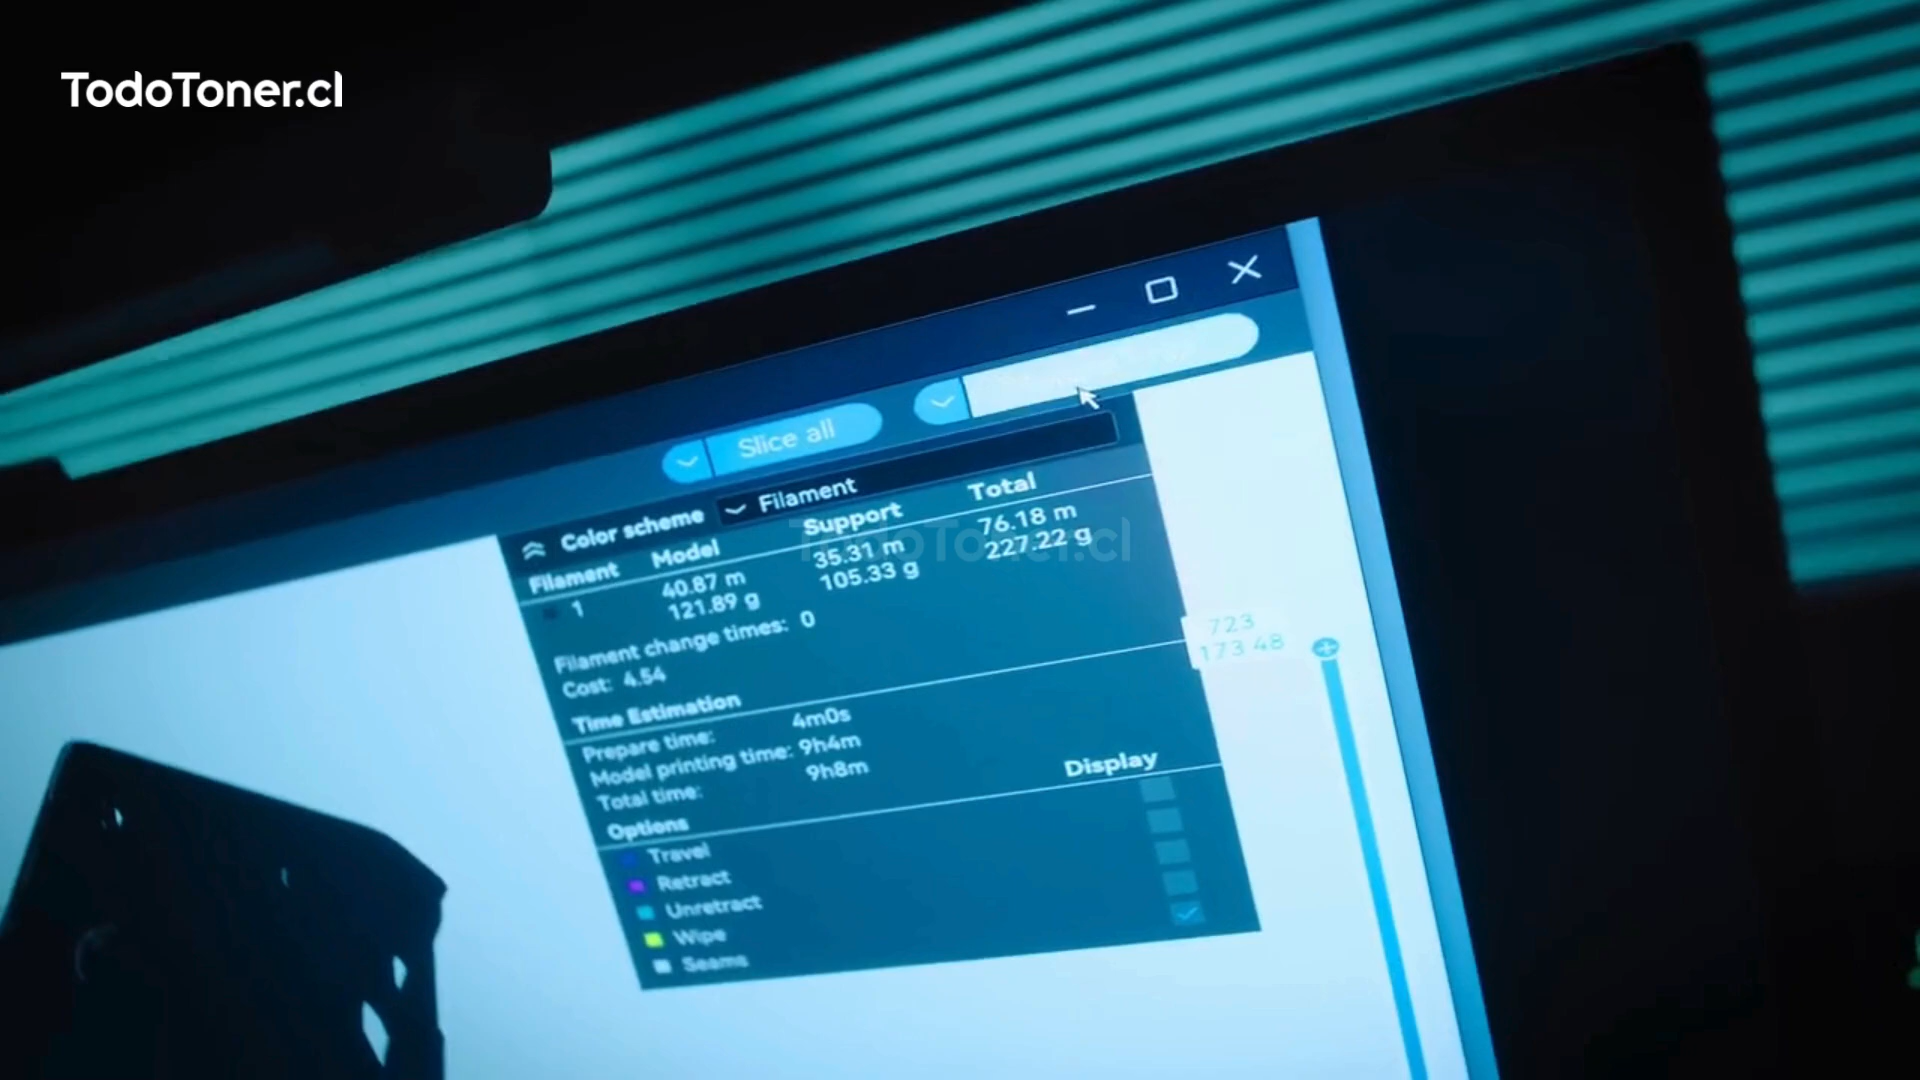 TodoToner.cl
Slice all
Color scheme Filament
Filament Model Support Total
1 40.87 m 35.31 m 76.18 m
121.89 g 105.33 g 227.22 g
Filament change times: 0
Cost: 4.54
Time Estimation
Prepare time: 4m0s
Model printing time: 9h4m
Total time: 9h8m
Options Display
Travel
Retract
Unretract
Wipe
Seams
723
173.48
TodoToner.cl